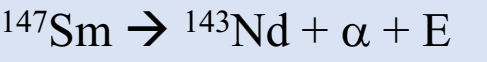 ¹⁴⁷Sm → ¹⁴³Nd + α + E